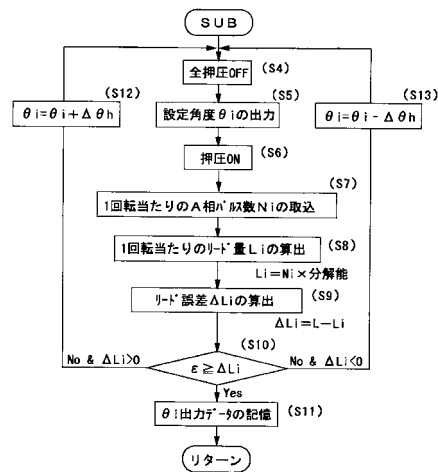 SUB
全押圧OFF (S4)
(S12) (S5) (S13)
θi=θi+Δθh 設定角度θiの出力 θi=θi-Δθh
押圧ON (S6)
(S7)
1回転当たりのA相パルス数Niの取込
1回転当たりのリード量Liの算出 (S8)
Li=Ni×分解能
リード誤差ΔLiの算出 (S9)
ΔLi=L-Li
(S10)
No & ΔLi>0 ε≧ΔLi No & ΔLi<0
Yes
θi出力データの記憶 (S11)
リターン